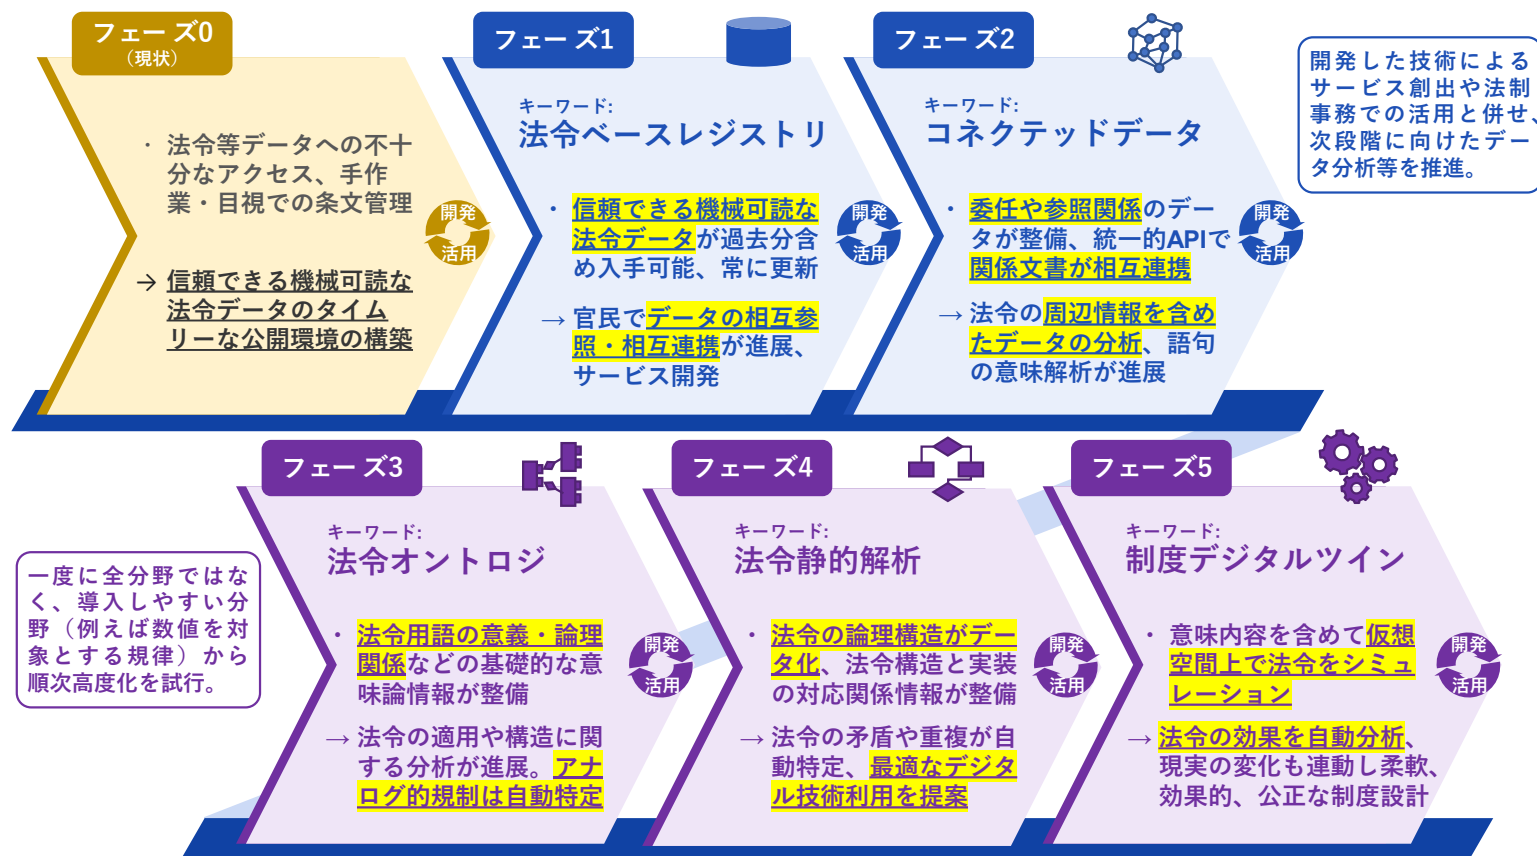 フェーズ0
（現状）
・ 法令等データへの不十
分なアクセス、手作
業・目視での条文管理
→ 信頼できる機械可読な
法令データのタイム
リーな公開環境の構築
開発
活用
フェーズ1
キーワード:
法令ベースレジストリ
・ 信頼できる機械可読な
法令データが過去分含
め入手可能、常に更新
→ 官民でデータの相互参
照・相互連携が進展、
サービス開発
開発
活用
フェーズ2
キーワード:
コネクテッドデータ
・ 委任や参照関係のデー
タが整備、統一的APIで
関係文書が相互連携
→ 法令の周辺情報を含め
たデータの分析、語句
の意味解析が進展
開発
活用
開発した技術による
サービス創出や法制
事務での活用と併せ、
次段階に向けたデー
タ分析等を推進。
一度に全分野ではな
く、導入しやすい分
野（例えば数値を対
象とする規律）から
順次高度化を試行。
フェーズ3
キーワード:
法令オントロジ
・ 法令用語の意義・論理
関係などの基礎的な意
味論情報が整備
→ 法令の適用や構造に関
する分析が進展。アナ
ログ的規制は自動特定
開発
活用
フェーズ4
キーワード:
法令静的解析
・ 法令の論理構造がデー
タ化、法令構造と実装
の対応関係情報が整備
→ 法令の矛盾や重複が自
動特定、最適なデジタ
ル技術利用を提案
開発
活用
フェーズ5
キーワード:
制度デジタルツイン
・ 意味内容を含めて仮想
空間上で法令をシミュ
レーション
→ 法令の効果を自動分析、
現実の変化も連動し柔軟、
効果的、公正な制度設計
開発
活用